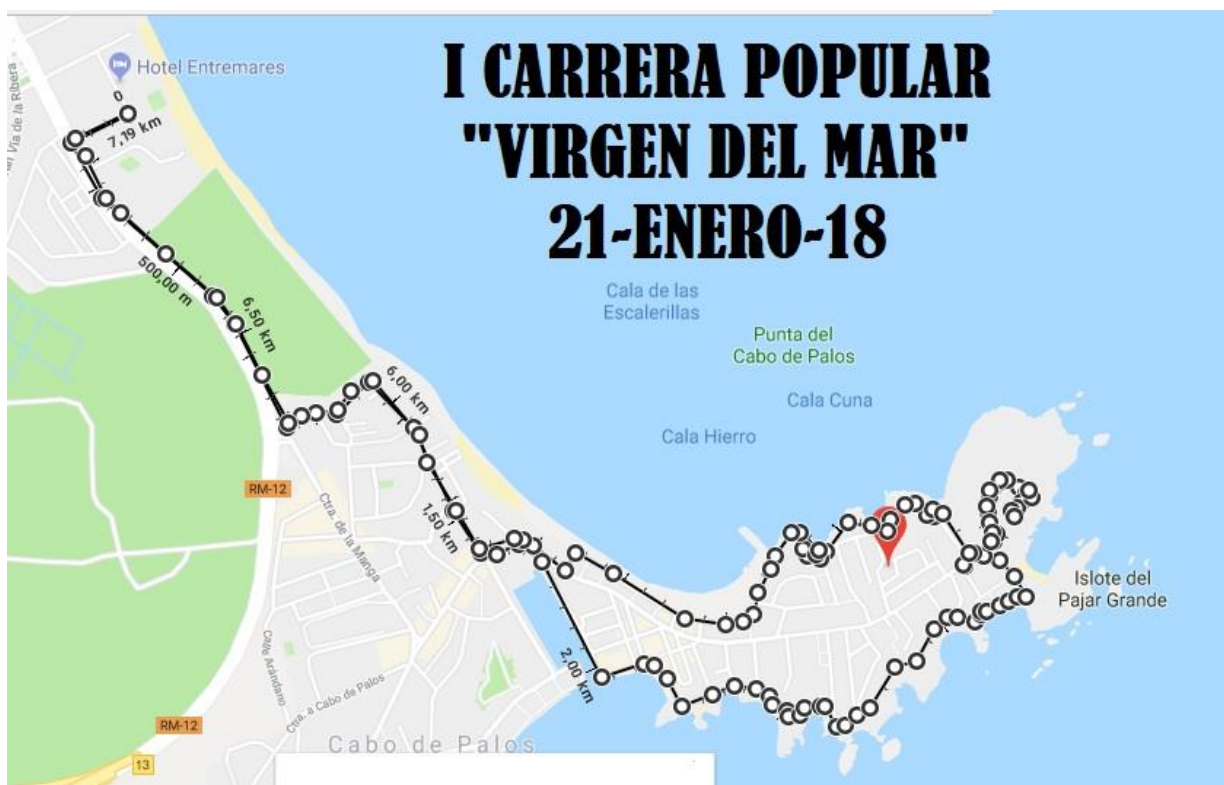 I CARRERA POPULAR
"VIRGEN DEL MAR"
21-ENERO-18
Hotel Entremares
Vía de la Ribera
0
7,19 km
500,00 m
6,50 km
Cala de las
Escalerillas
Punta del
Cabo de Palos
Cala Cuna
Cala Hierro
6,00 km
RM-12
Ctra. de la Manga
1,50 km
Islote del
Pajar Grande
2,00 km
Calle Arándano
Ctra. a Cabo de Palos
RM-12
Cabo de Palos
13